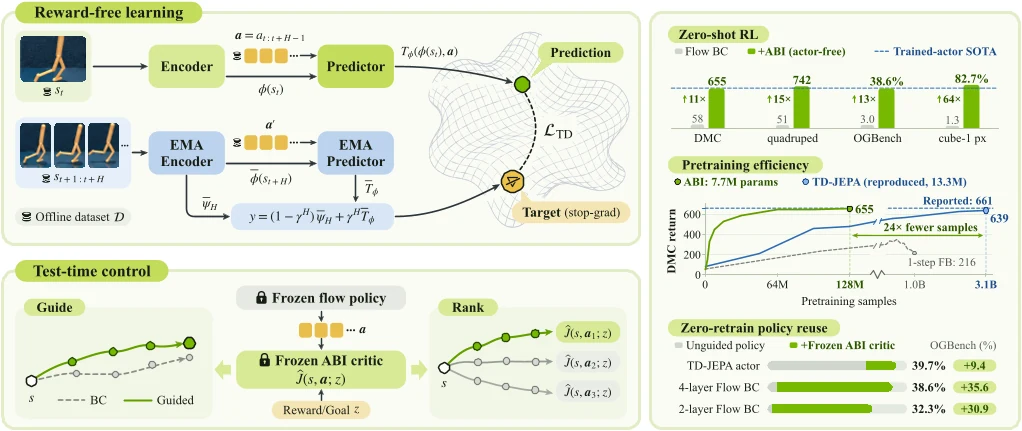 Reward-free learning
s_t
Encoder
a = a_{t:t+H−1}
ϕ(s_t)
Predictor
T_ϕ(ϕ(s_t), a)
Prediction
s_{t+1:t+H}
EMA Encoder
a′
ϕ̅(s_{t+H})
EMA Predictor
ψ̅_H
T̅_ϕ
L_TD
Offline dataset D
y = (1 − γ^H) ψ̅_H + γ^H T̅_ϕ
Target (stop-grad)
Test-time control
Guide
s
BC
Guided
Frozen flow policy
··· a
Frozen ABI critic
Ĵ(s, a; z)
Reward/Goal z
Rank
s
Ĵ(s, a₁; z)
Ĵ(s, a₂; z)
Ĵ(s, a₃; z)
Zero-shot RL
Flow BC
+ABI (actor-free)
Trained-actor SOTA
655 742 38.6% 82.7%
↑11× ↑15× ↑13× ↑64×
58 51 3.0 1.3
DMC quadruped OGBench cube-1 px
Pretraining efficiency
ABI: 7.7M params
TD-JEPA (reproduced, 13.3M)
Reported: 661
DMC return
600
400
200
0
655
639
24× fewer samples
1-step FB: 216
0 64M 128M 1.0B 3.1B
Pretraining samples
Zero-retrain policy reuse
Unguided policy
+Frozen ABI critic
OGBench (%)
TD-JEPA actor 39.7% +9.4
4-layer Flow BC 38.6% +35.6
2-layer Flow BC 32.3% +30.9